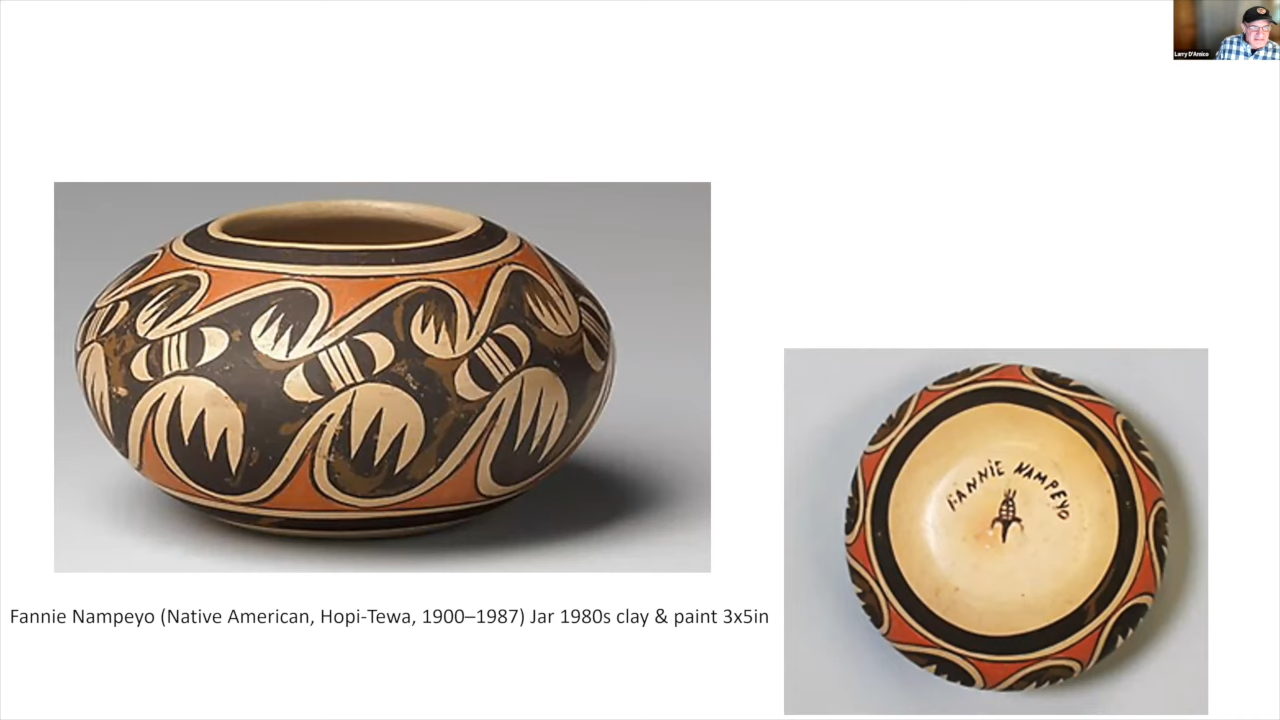 Larry D'Amico
FANNIE NAMPEYO
Fannie Nampeyo (Native American, Hopi-Tewa, 1900–1987) Jar 1980s clay & paint 3x5in